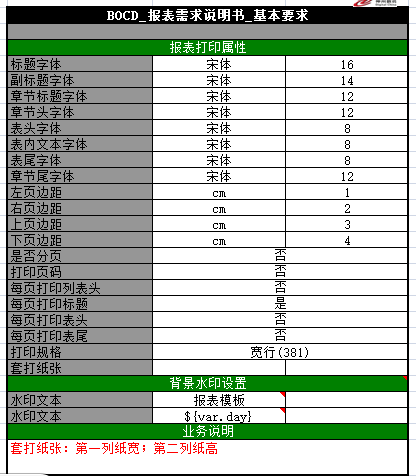 BOCD_报表需求说明书_基本要求
报表打印属性
标题字体 宋体 16
副标题字体 宋体 14
章节标题字体 宋体 12
章节头字体 宋体 12
表头字体 宋体 8
表内文本字体 宋体 8
表尾字体 宋体 8
章节尾字体 宋体 12
左页边距 cm 1
右页边距 cm 2
上页边距 cm 3
下页边距 cm 4
是否分页 否
打印页码 否
每页打印列表头 否
每页打印标题 是
每页打印表头 否
每页打印表尾 否
打印规格 宽行(381)
套打纸张
背景水印设置
水印文本 报表模板
水印文本 ${var.day}
业务说明
套打纸张：第一列纸宽；第二列纸高